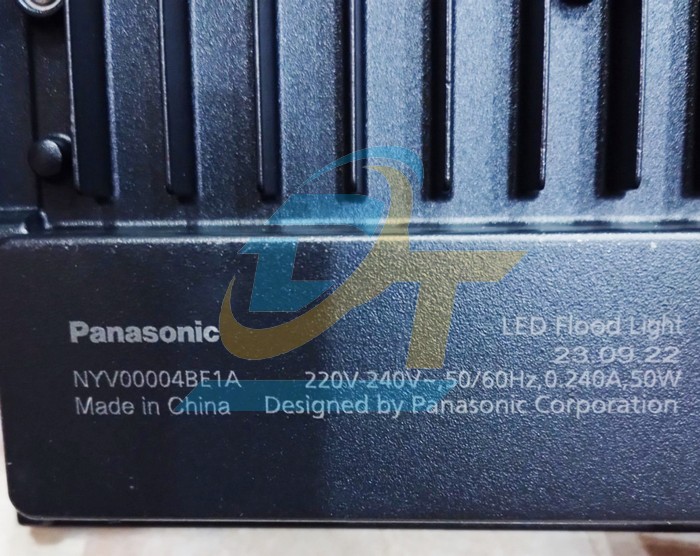 Panasonic
LED Flood Light
23.09.22
NYV00004BE1A 220V-240V~,50/60Hz,0.240A,50W
Made in China Designed by Panasonic Corporation
DT